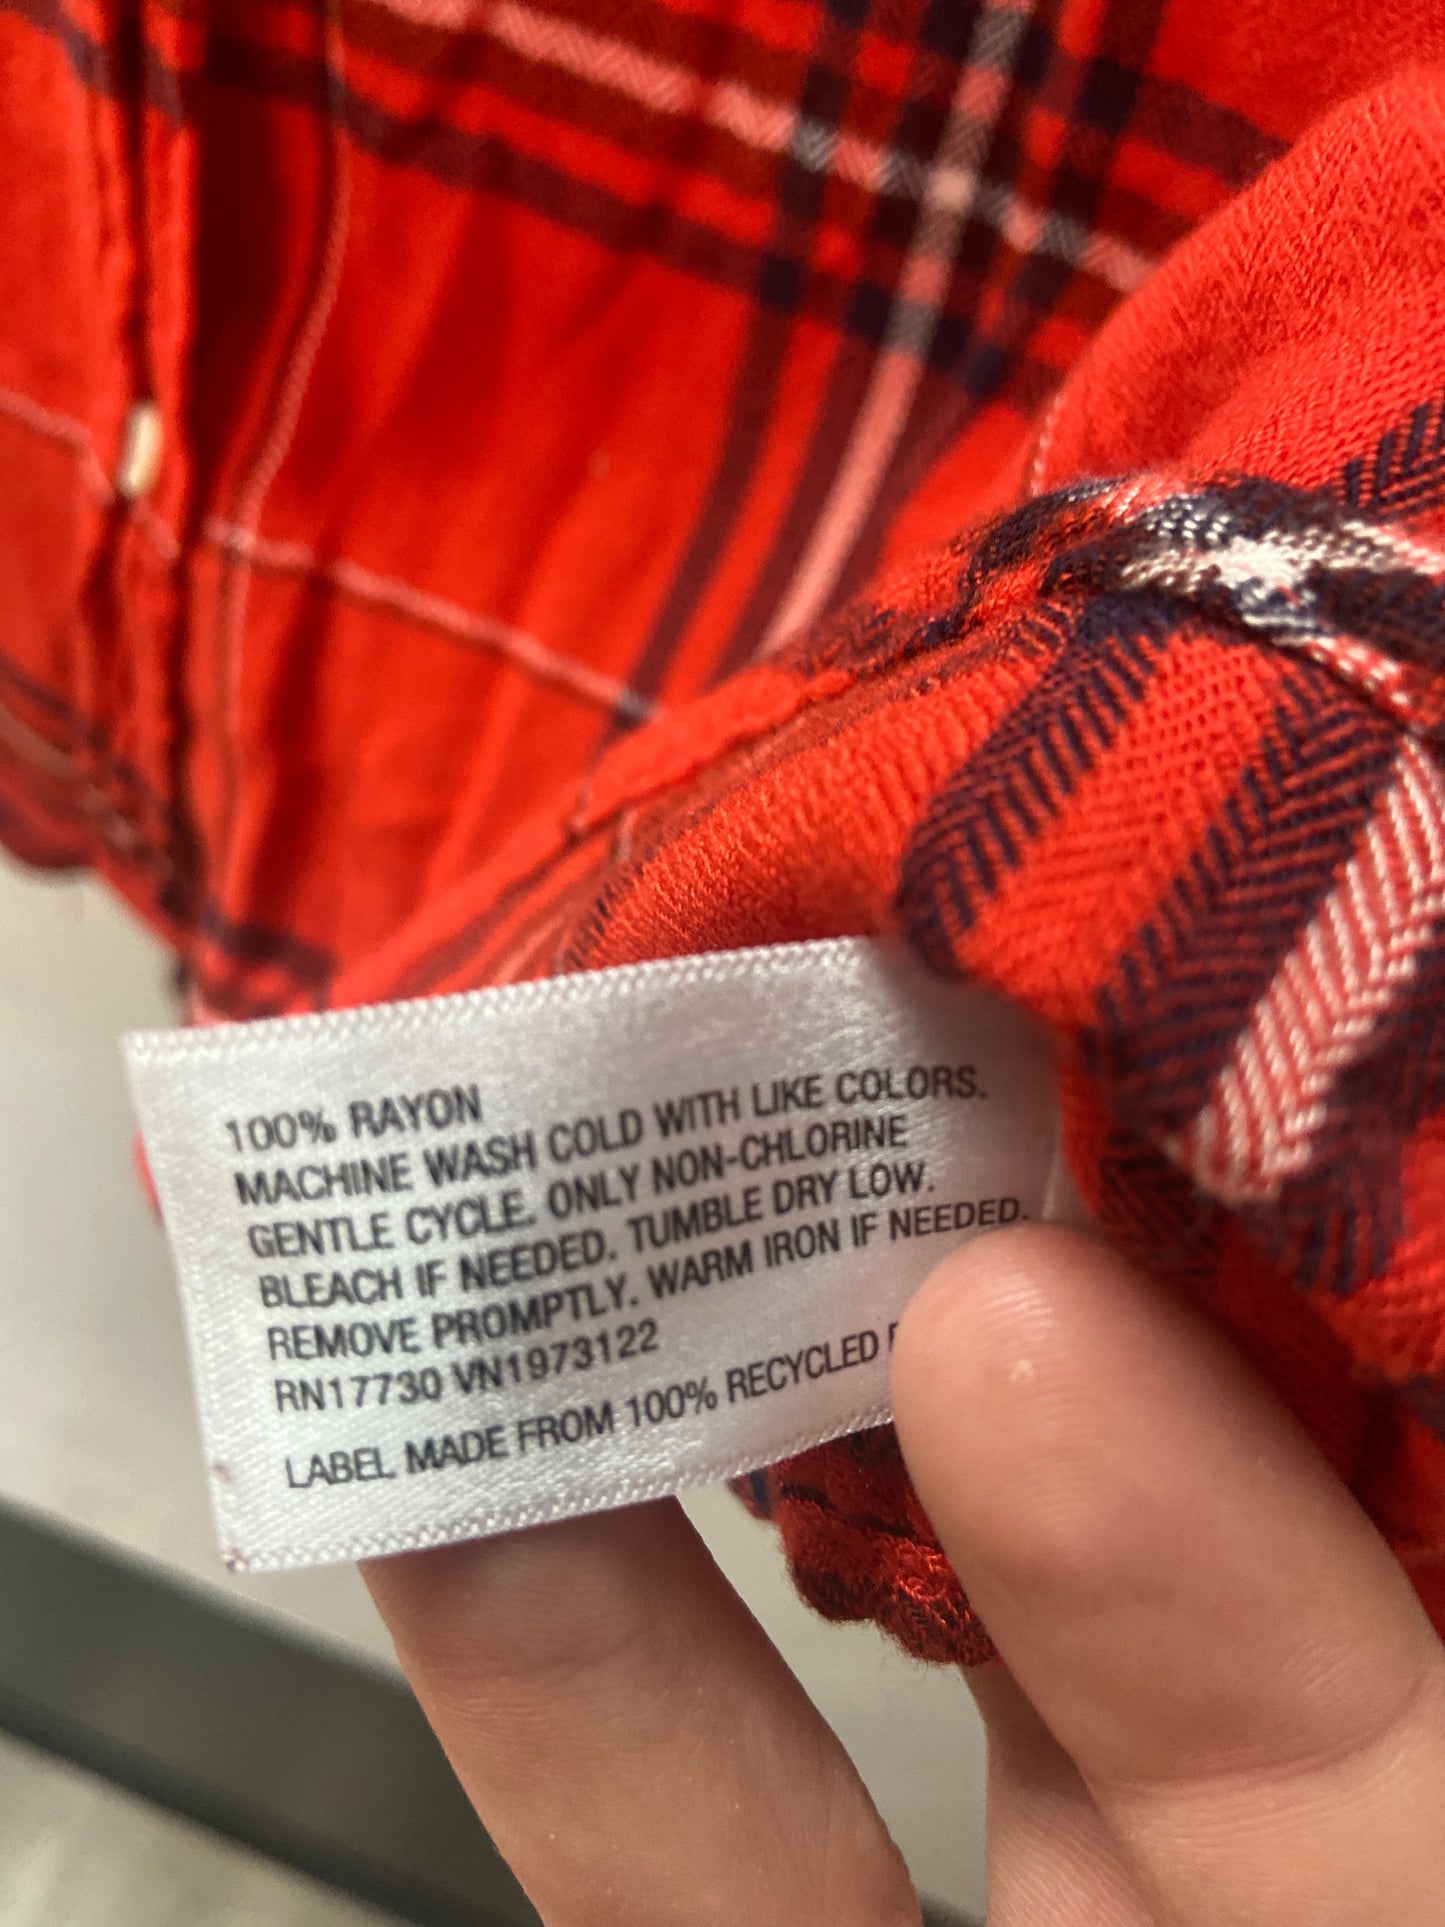 100% RAYON
MACHINE WASH COLD WITH LIKE COLORS.
GENTLE CYCLE. ONLY NON-CHLORINE
BLEACH IF NEEDED. TUMBLE DRY LOW.
REMOVE PROMPTLY. WARM IRON IF NEEDED.
RN17730 VN1973122
LABEL MADE FROM 100% RECYCLED